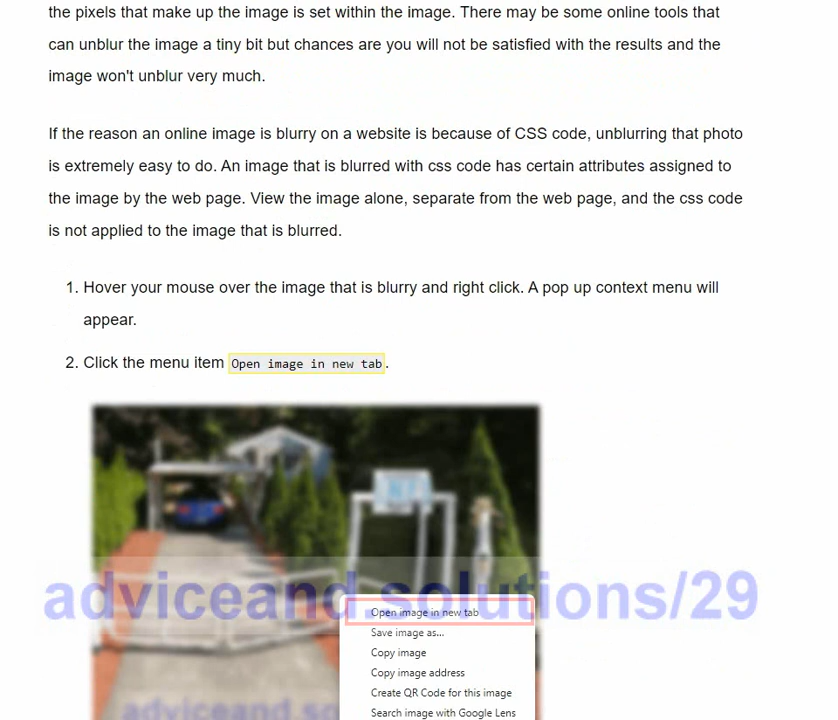 the pixels that make up the image is set within the image. There may be some online tools that
can unblur the image a tiny bit but chances are you will not be satisfied with the results and the
image won't unblur very much.
If the reason an online image is blurry on a website is because of CSS code, unblurring that photo
is extremely easy to do. An image that is blurred with css code has certain attributes assigned to
the image by the web page. View the image alone, separate from the web page, and the css code
is not applied to the image that is blurred.
1. Hover your mouse over the image that is blurry and right click. A pop up context menu will
appear.
2. Click the menu item Open image in new tab.
adviceand.solutions/29
Open image in new tab
Save image as...
Copy image
Copy image address
Create QR Code for this image
Search image with Google Lens
adviceand.so